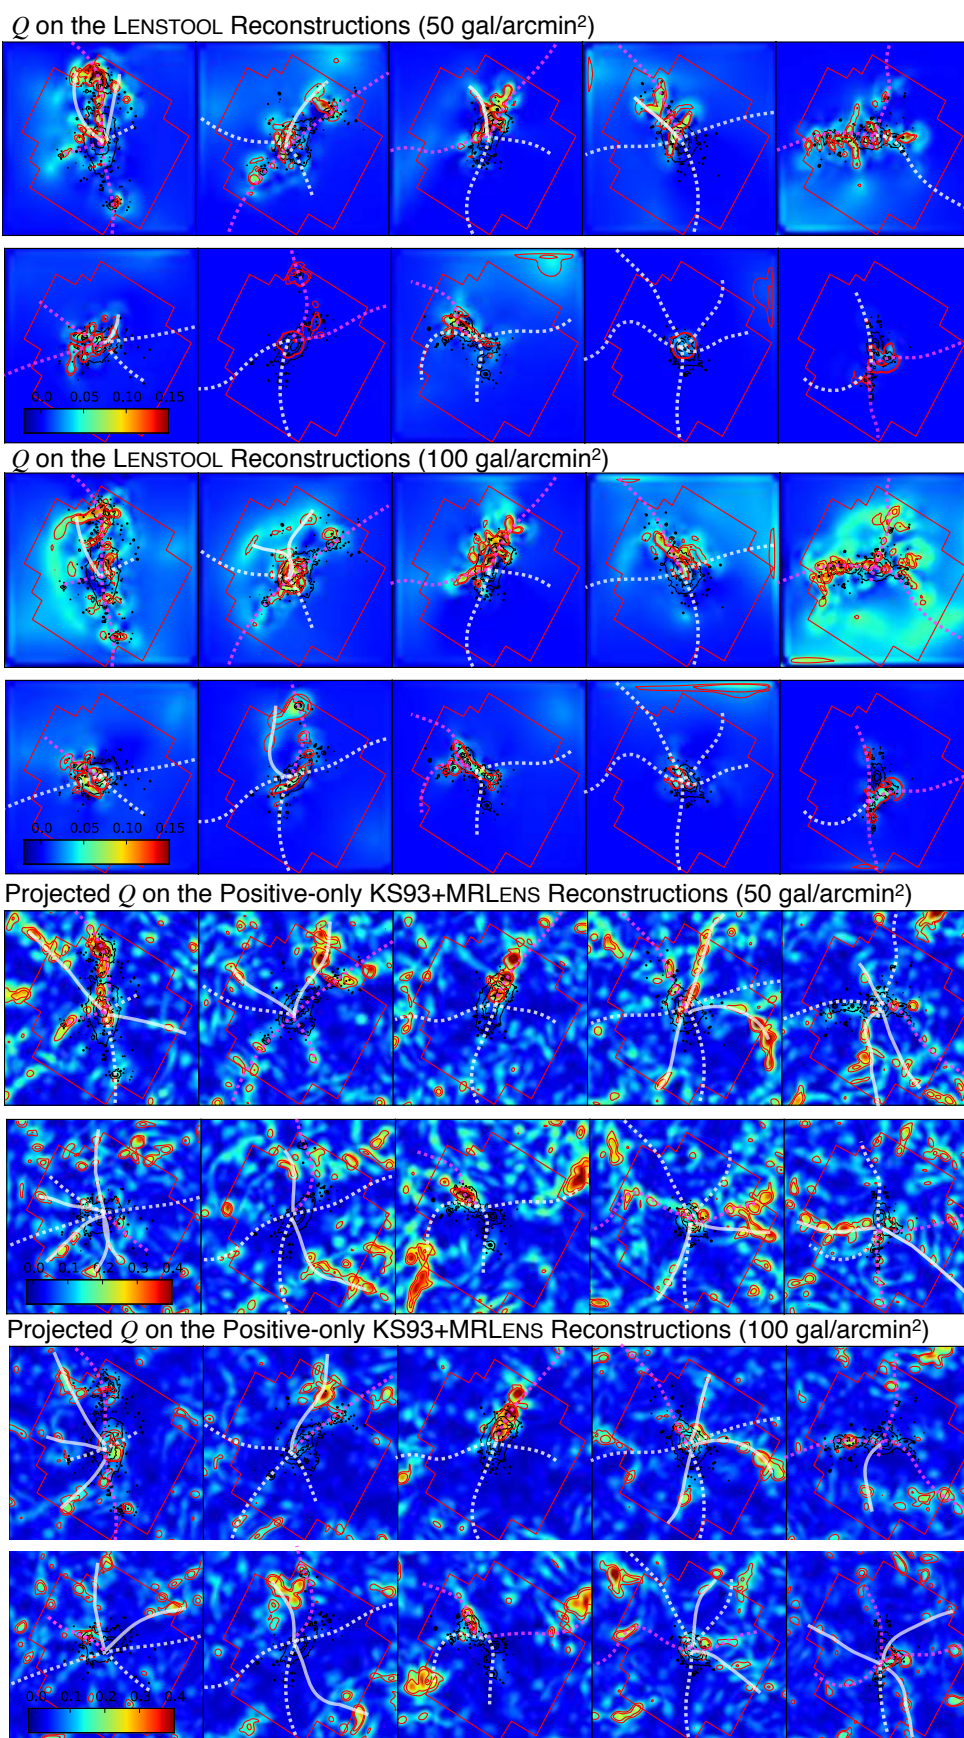 Q on the LENSTOOL Reconstructions (50 gal/arcmin²)
0.0 0.05 0.10 0.15
Q on the LENSTOOL Reconstructions (100 gal/arcmin²)
0.0 0.05 0.10 0.15
Projected Q on the Positive-only KS93+MRLENS Reconstructions (50 gal/arcmin²)
0.0 0.1 0.2 0.3 0.4
Projected Q on the Positive-only KS93+MRLENS Reconstructions (100 gal/arcmin²)
0.0 0.1 0.2 0.3 0.4